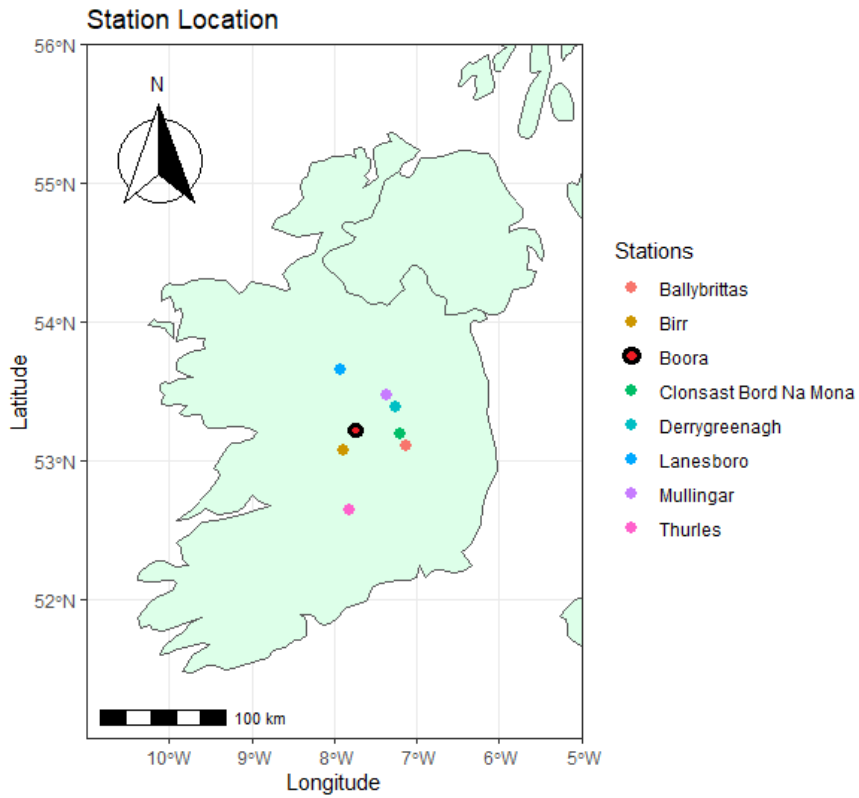 Station Location
56°N
N
55°N
54°N
53°N
52°N
Latitude
100 km
10°W 9°W 8°W 7°W 6°W 5°W
Longitude
Stations
Ballybrittas
Birr
Boora
Clonsast Bord Na Mona
Derrygreenagh
Lanesboro
Mullingar
Thurles